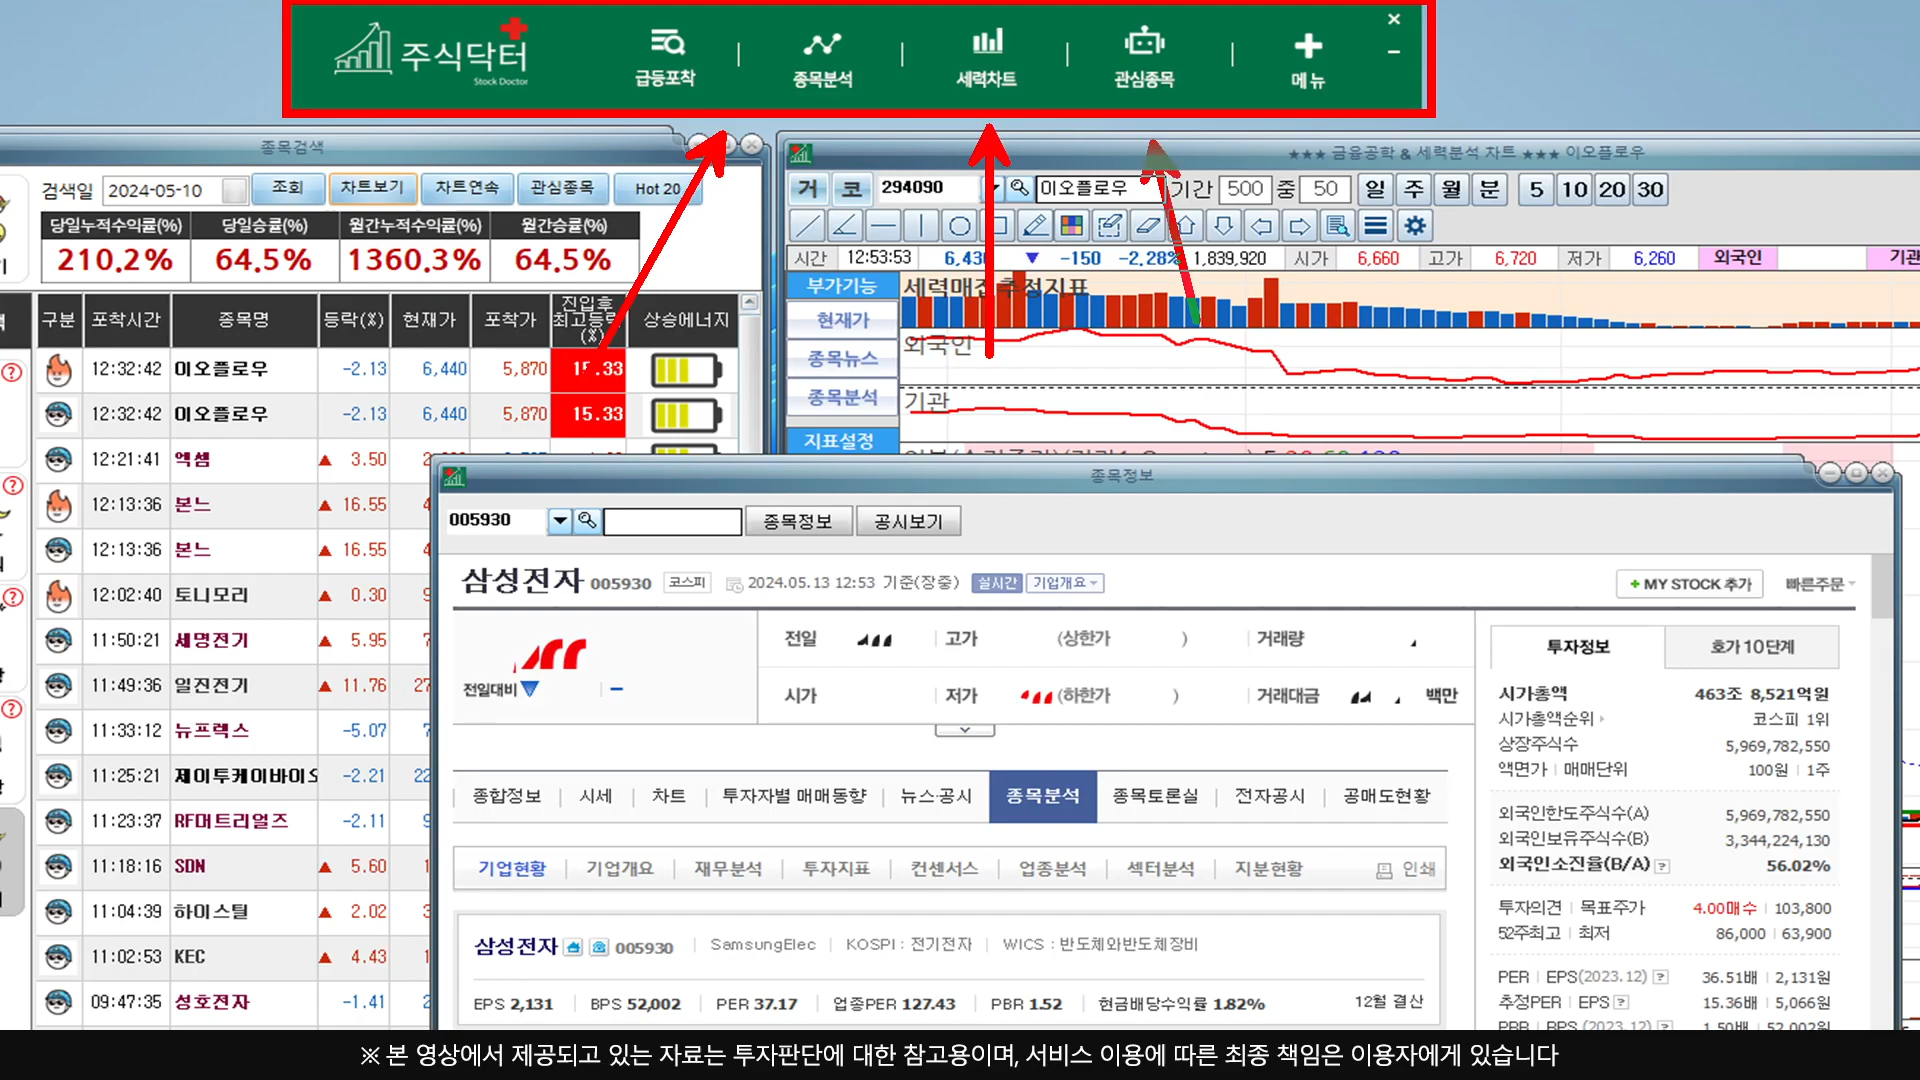 주식닥터
Stock Doctor
급등포착
종목분석
세력차트
관심종목
메뉴
종목검색
검색일 2024-05-10 조회 차트보기 차트연속 관심종목 Hot 20
당일누적수익률(%) 당일승률(%) 월간누적수익률(%) 월간승률(%)
210.2% 64.5% 1360.3% 64.5%
구분 포착시간 종목명 등락(%) 현재가 포착가 진입후 최고등락 (%) 상승에너지
12:32:42 이오플로우 -2.13 6,440 5,870 15.33
12:32:42 이오플로우 -2.13 6,440 5,870 15.33
12:21:41 엑셈 ▲ 3.50
12:13:36 본느 ▲ 16.55
12:13:36 본느 ▲ 16.55
12:02:40 토니모리 ▲ 0.30
11:50:21 세명전기 ▲ 5.95
11:49:36 일진전기 ▲ 11.76
11:33:12 뉴프렉스 -5.07
11:25:21 제이투케이바이오 -2.21
11:23:37 RF머트리얼즈 -2.11
11:18:16 SDN ▲ 5.60
11:04:39 하이스틸 ▲ 2.02
11:02:53 KEC ▲ 4.43
09:47:35 성호전자 -1.41
★★★ 금융공학 & 세력분석 차트 ★★★ 이오플로우
거 코 294090 이오플로우 기간 500 중 50 일 주 월 분 5 10 20 30
시간 12:53:53 6,430 ▼ -150 -2.28% 1,839,920 시가 6,660 고가 6,720 저가 6,260 외국인 기관
부가기능
현재가
종목뉴스
종목분석
지표설정
세력매집추정지표
외국인
기관
종목정보
005930 종목정보 공시보기
삼성전자 005930 코스피 2024.05.13 12:53 기준(장중) 실시간 기업개요
+ MY STOCK 추가 빠른주문
전일대비 ▼
전일 고가 (상한가 ) 거래량
시가 저가 (하한가 ) 거래대금 백만
종합정보 시세 차트 투자자별 매매동향 뉴스·공시 종목분석 종목토론실 전자공시 공매도현황
기업현황 기업개요 재무분석 투자지표 컨센서스 업종분석 섹터분석 지분현황 인쇄
삼성전자 005930 SamsungElec KOSPI : 전기전자 WICS : 반도체와반도체장비
EPS 2,131 BPS 52,002 PER 37.17 업종PER 127.43 PBR 1.52 현금배당수익률 1.82% 12월 결산
투자정보 호가 10단계
시가총액 463조 8,521억원
시가총액순위 코스피 1위
상장주식수 5,969,782,550
액면가 매매단위 100원 1주
외국인한도주식수(A) 5,969,782,550
외국인보유주식수(B) 3,344,224,130
외국인소진율(B/A) ? 56.02%
투자의견 목표주가 4.00매수 103,800
52주최고 최저 86,000 63,900
PER EPS(2023.12) ? 36.51배 2,131원
추정PER EPS ? 15.36배 5,066원
PBR BPS (2023.12) ? 1.50배 52,002원
※ 본 영상에서 제공되고 있는 자료는 투자판단에 대한 참고용이며, 서비스 이용에 따른 최종 책임은 이용자에게 있습니다